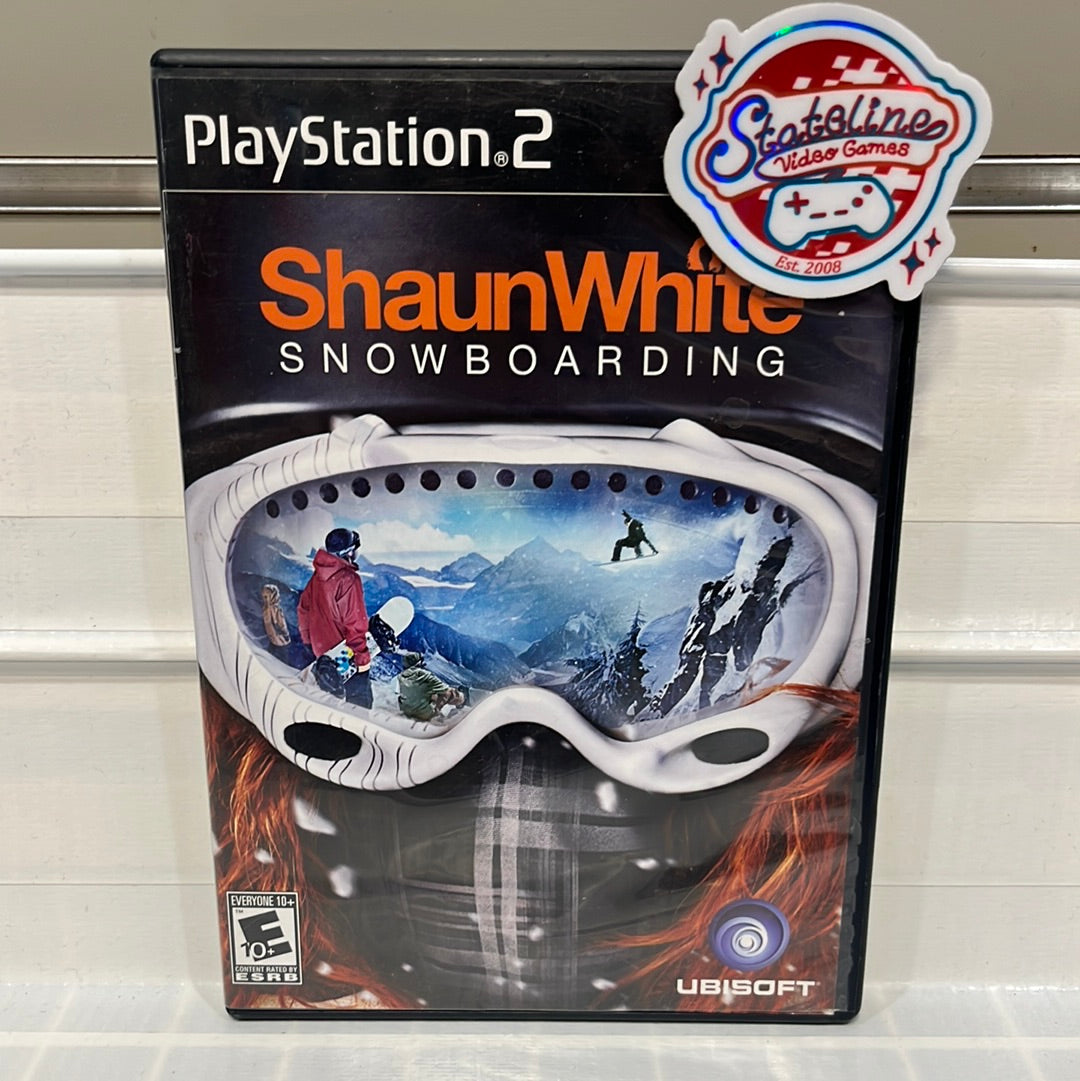 PlayStation®2
Stateline
Video Games
Est. 2008
ShaunWhite
SNOWBOARDING
EVERYONE 10+
E
10+
CONTENT RATED BY
ESRB
UBISOFT